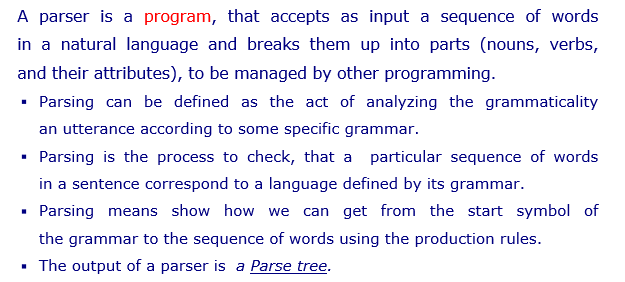 A parser is a program, that accepts as input a sequence of words
in a natural language and breaks them up into parts (nouns, verbs,
and their attributes), to be managed by other programming.
▪ Parsing can be defined as the act of analyzing the grammaticality
an utterance according to some specific grammar.
▪ Parsing is the process to check, that a particular sequence of words
in a sentence correspond to a language defined by its grammar.
▪ Parsing means show how we can get from the start symbol of
the grammar to the sequence of words using the production rules.
▪ The output of a parser is a Parse tree.